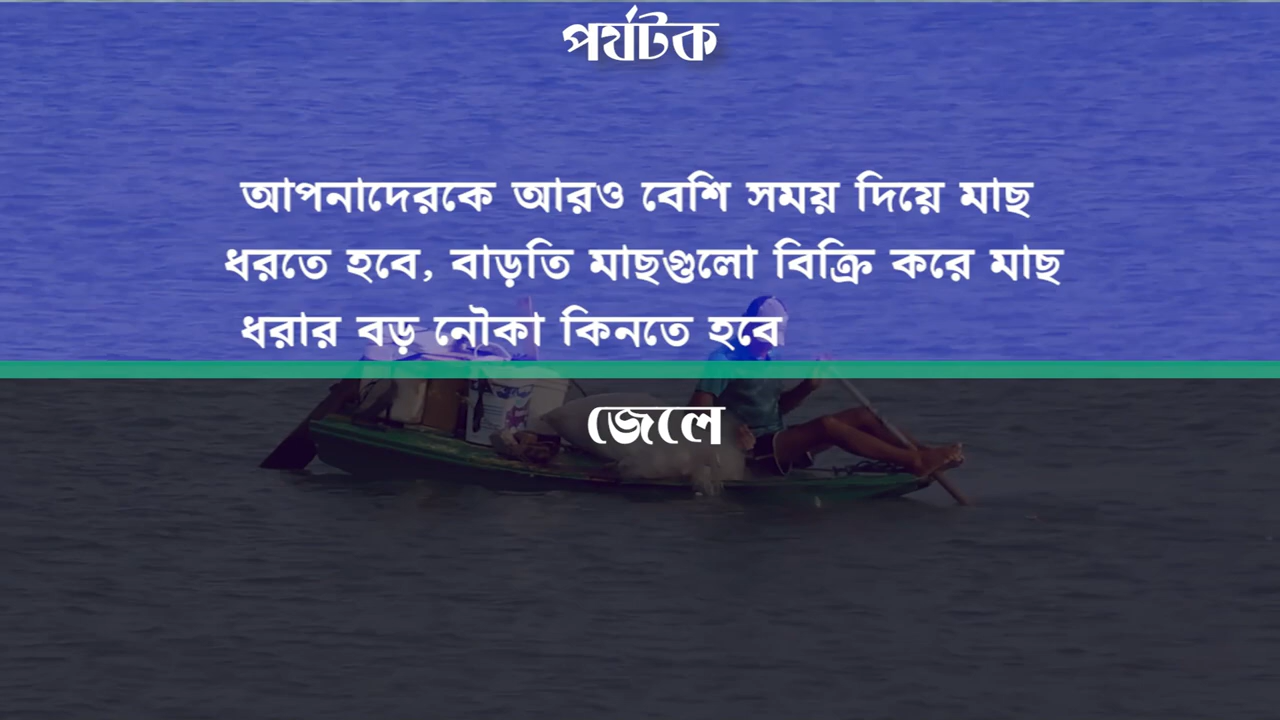 পর্যটক
আপনাদেরকে আরও বেশি সময় দিয়ে মাছ
ধরতে হবে, বাড়তি মাছগুলো বিক্রি করে মাছ
ধরার বড় নৌকা কিনতে হবে
জেলে